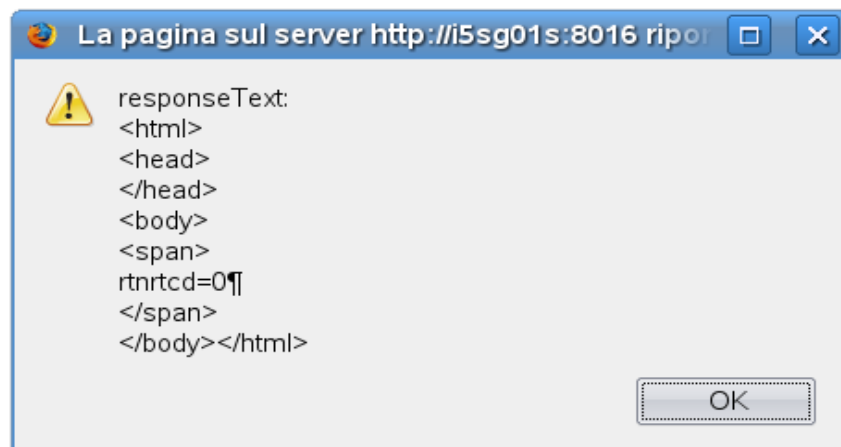 La pagina sul server http://i5sg01s:8016 ripor
responseText:
<html>
<head>
</head>
<body>
<span>
rtnrtcd=0¶
</span>
</body></html>
OK